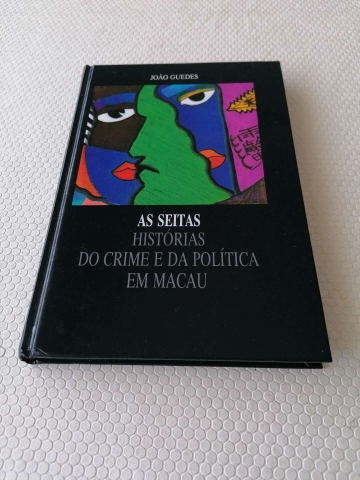 JOÃO GUEDES
AS SEITAS
HISTÓRIAS
DO CRIME E DA POLÍTICA
EM MACAU